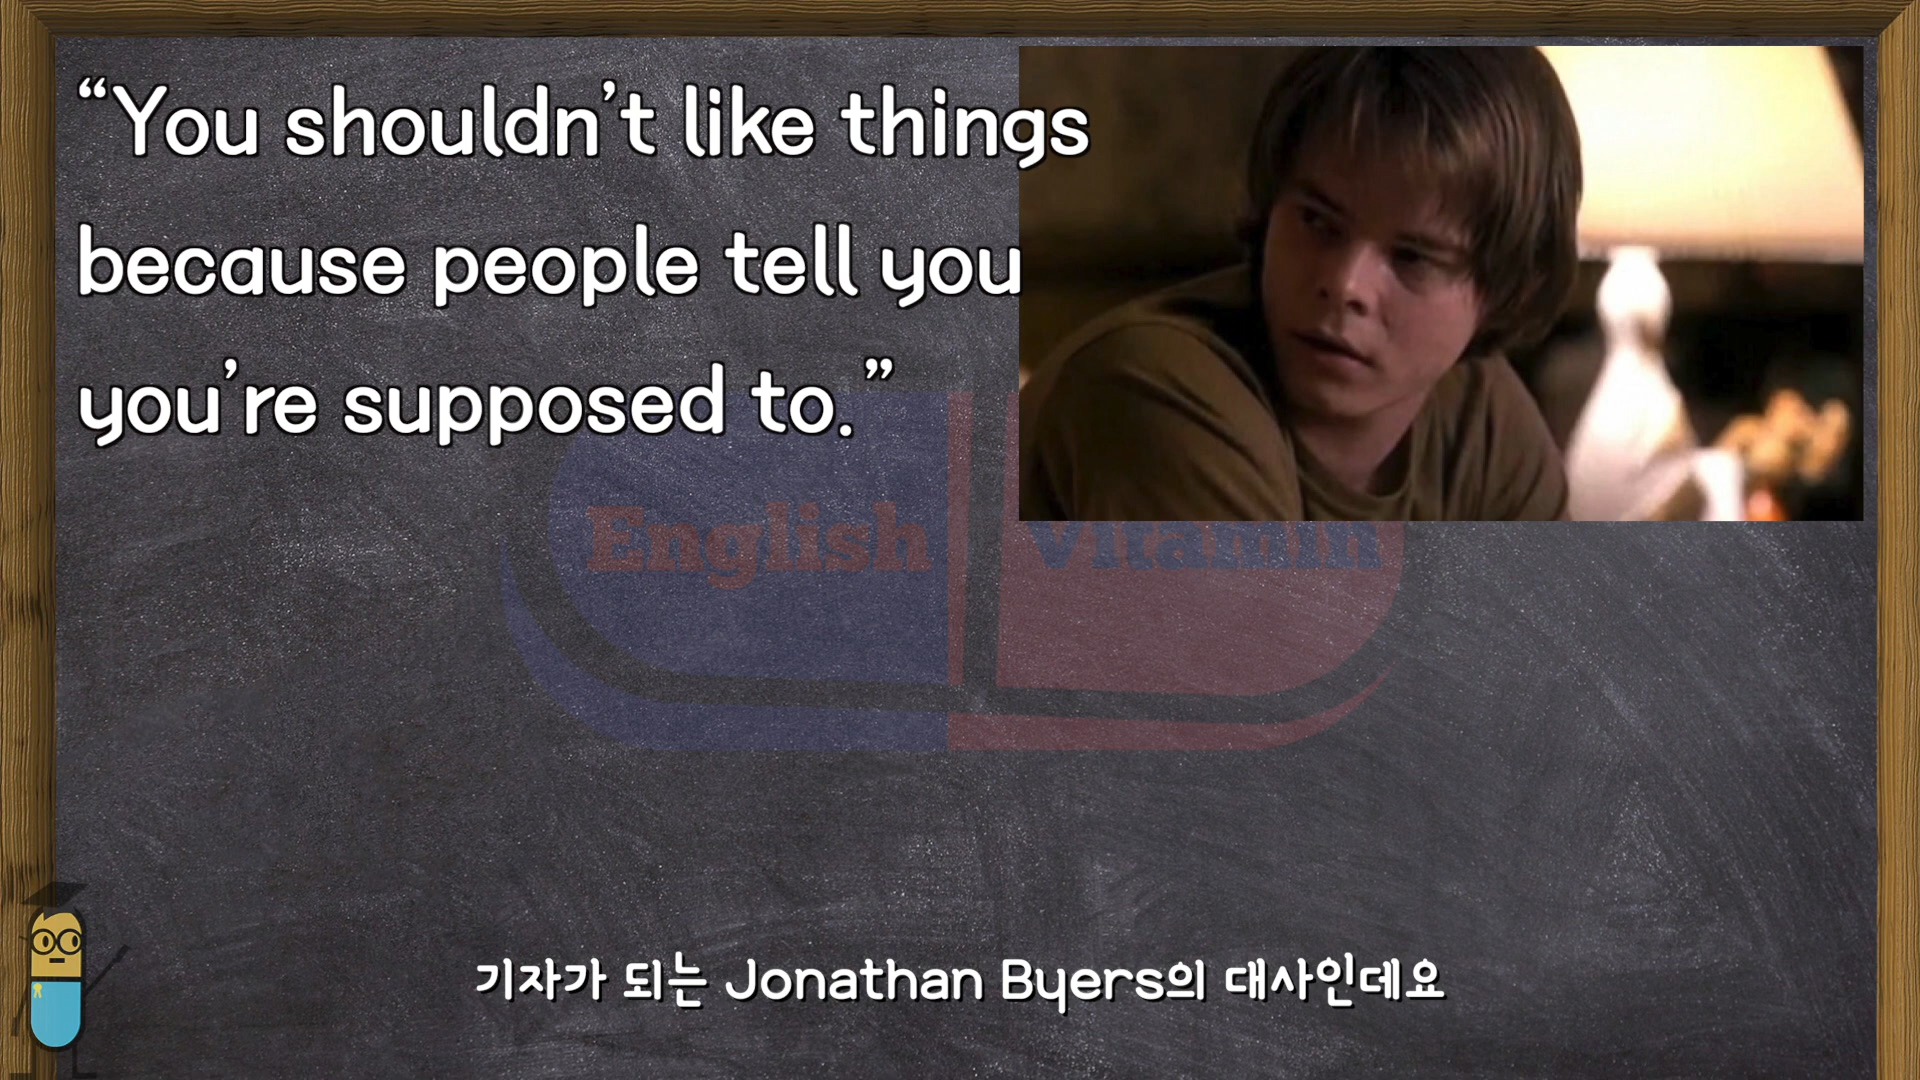 “You shouldn’t like things
because people tell you
you’re supposed to.”
English Vitamin
기자가 되는 Jonathan Byers의 대사인데요